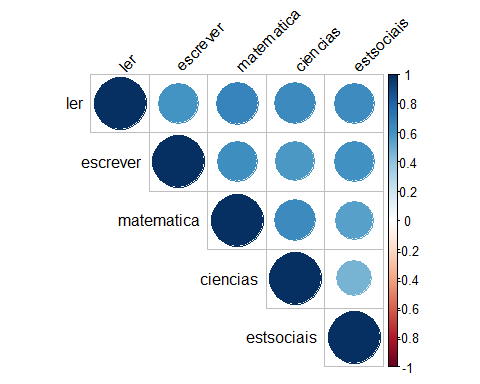 ler
escrever
matematica
ciencias
estsociais
ler
escrever
matematica
ciencias
estsociais
1
0.8
0.6
0.4
0.2
0
-0.2
-0.4
-0.6
-0.8
-1